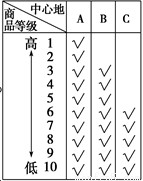 商品等级 中心地 A B C
高 1 √
2 √
3 √ √
4 √ √
5 √ √
6 √ √ √
7 √ √ √
8 √ √ √
9 √ √ √
低 10 √ √ √